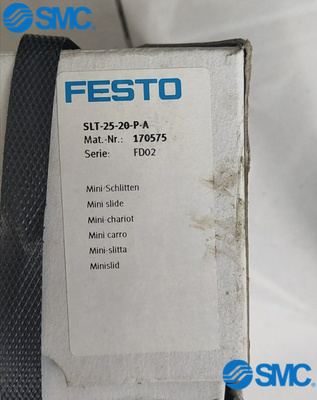 SMC®
FESTO
SLT-25-20-P-A
Mat.-Nr.: 170575
Serie: FD02
Mini-Schlitten
Mini slide
Mini-chariot
Mini carro
Mini-slitta
Minislid
SMC®